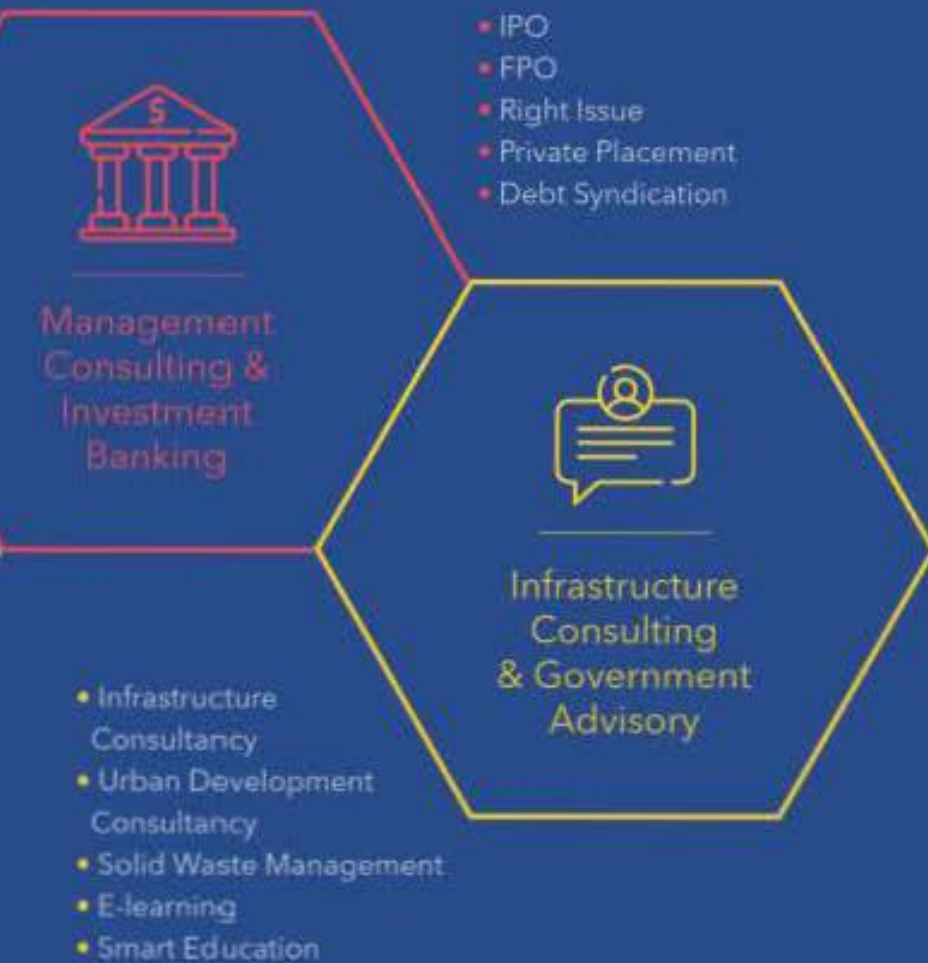 • IPO
• FPO
• Right Issue
• Private Placement
• Debt Syndication
$
Management
Consulting &
Investment
Banking
Infrastructure
Consulting
& Government
Advisory
• Infrastructure
Consultancy
• Urban Development
Consultancy
• Solid Waste Management
• E-learning
• Smart Education